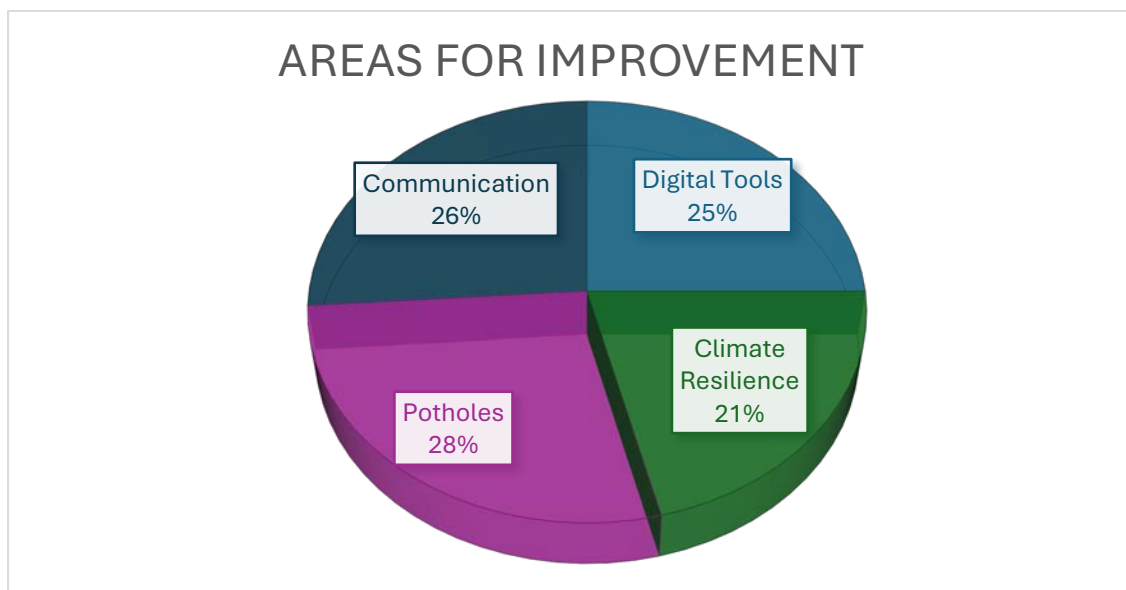 AREAS FOR IMPROVEMENT
Communication
26%
Digital Tools
25%
Climate
Resilience
21%
Potholes
28%